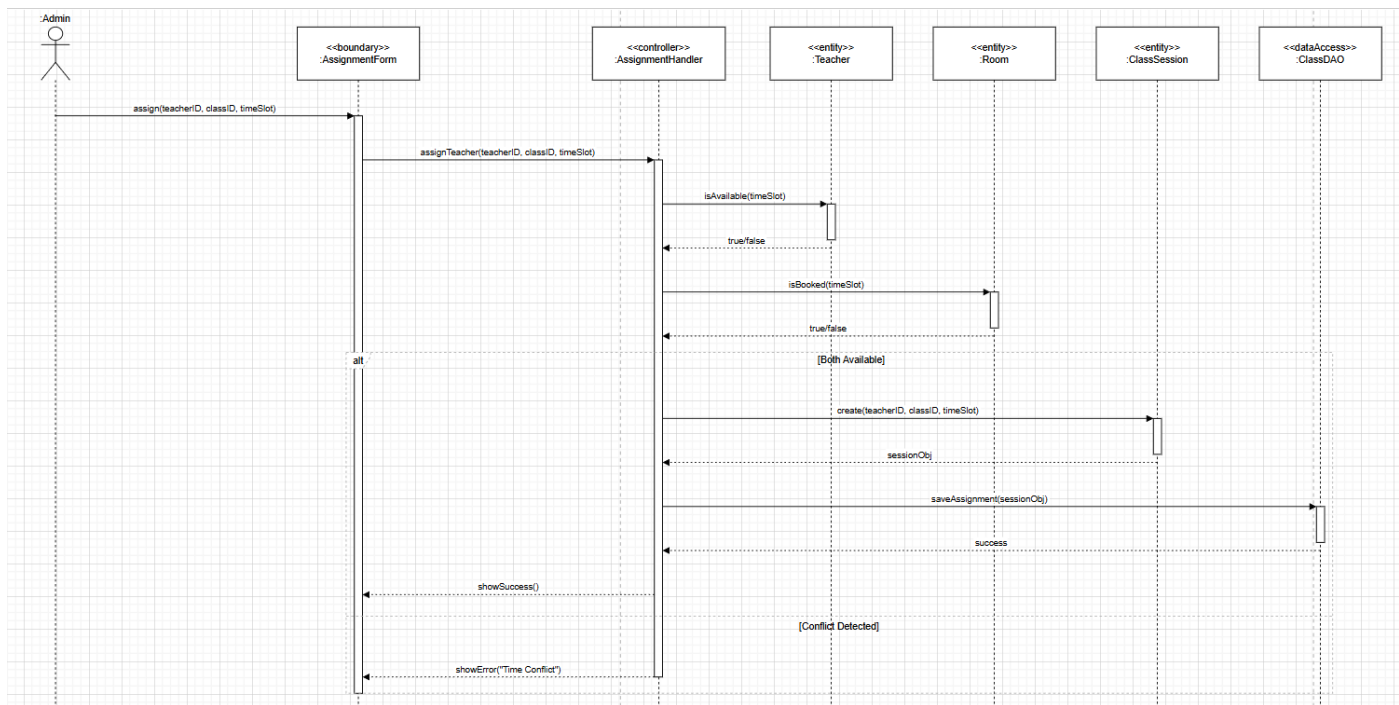 :Admin
<<boundary>>
:AssignmentForm
<<controller>>
:AssignmentHandler
<<entity>>
:Teacher
<<entity>>
:Room
<<entity>>
:ClassSession
<<dataAccess>>
:ClassDAO
assign(teacherID, classID, timeSlot)
assignTeacher(teacherID, classID, timeSlot)
isAvailable(timeSlot)
true/false
isBooked(timeSlot)
true/false
alt
[Both Available]
create(teacherID, classID, timeSlot)
sessionObj
saveAssignment(sessionObj)
success
showSuccess()
[Conflict Detected]
showError("Time Conflict")